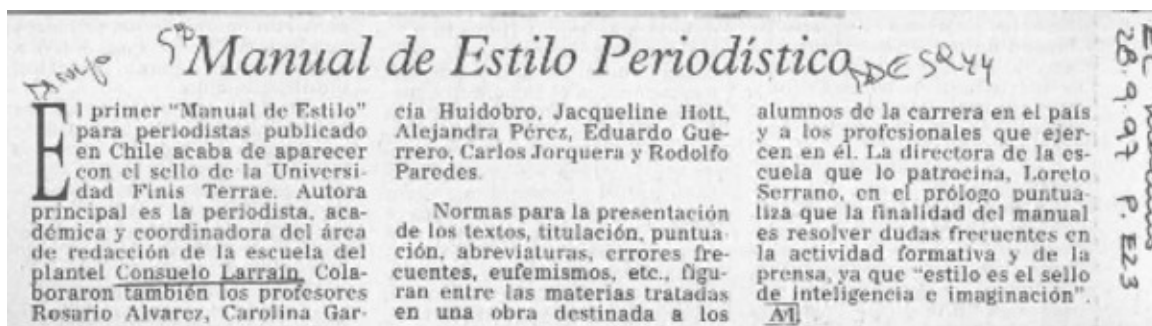 Manual de Estilo Periodístico
El primer "Manual de Estilo"
para periodistas publicado
en Chile acaba de aparecer
con el sello de la Universi-
dad Finis Terrae. Autora
principal es la periodista, aca-
démica y coordinadora del área
de redacción de la escuela del
plantel Consuelo Larraín. Cola-
boraron también los profesores
Rosario Alvarez, Carolina Gar-
cía Huidobro, Jacqueline Hott,
Alejandra Pérez, Eduardo Gue-
rrero, Carlos Jorquera y Rodolfo
Paredes.
Normas para la presentación
de los textos, titulación, puntua-
ción, abreviaturas, errores fre-
cuentes, eufemismos, etc., figu-
ran entre las materias tratadas
en una obra destinada a los
alumnos de la carrera en el país
y a los profesionales que ejer-
cen en él. La directora de la es-
cuela que lo patrocina, Loreto
Serrano, en el prólogo puntua-
liza que la finalidad del manual
es resolver dudas frecuentes en
la actividad formativa y de la
prensa, ya que "estilo es el sello
de inteligencia e imaginación".
M.
28.9.97 P. E23